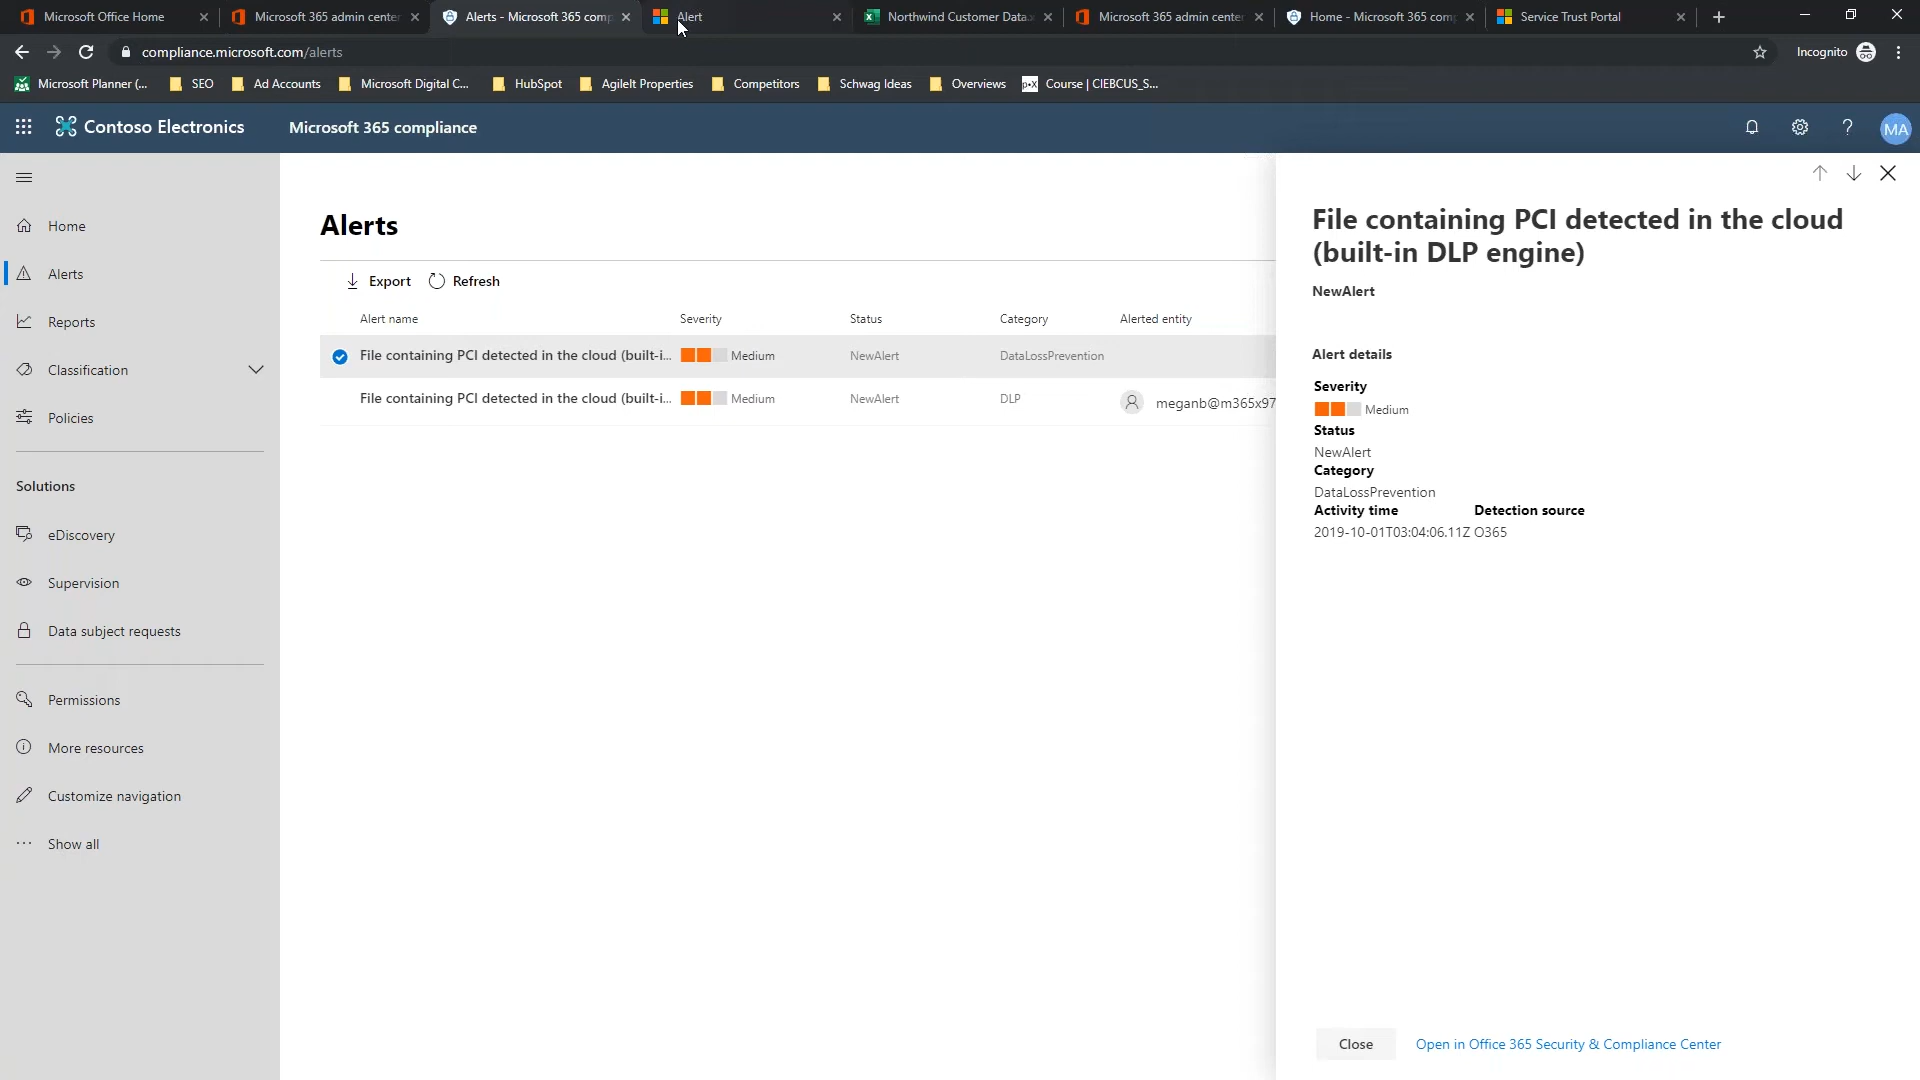 Microsoft Office Home
Microsoft 365 admin center
Alerts - Microsoft 365 comp
Alert
Northwind Customer Data.x
Microsoft 365 admin center
Home - Microsoft 365 comp
Service Trust Portal
compliance.microsoft.com/alerts
Incognito
Microsoft Planner (...
SEO
Ad Accounts
Microsoft Digital C...
HubSpot
AgileIt Properties
Competitors
Schwag Ideas
Overviews
Course | CIEBCUS_S...
Contoso Electronics
Microsoft 365 compliance
MA
Home
Alerts
Reports
Classification
Policies
Solutions
eDiscovery
Supervision
Data subject requests
Permissions
More resources
Customize navigation
Show all
Alerts
Export
Refresh
Alert name Severity Status Category Alerted entity
File containing PCI detected in the cloud (built-i... Medium NewAlert DataLossPrevention
File containing PCI detected in the cloud (built-i... Medium NewAlert DLP meganb@m365x97
File containing PCI detected in the cloud
(built-in DLP engine)
NewAlert
Alert details
Severity
Medium
Status
NewAlert
Category
DataLossPrevention
Activity time Detection source
2019-10-01T03:04:06.11Z O365
Close
Open in Office 365 Security & Compliance Center